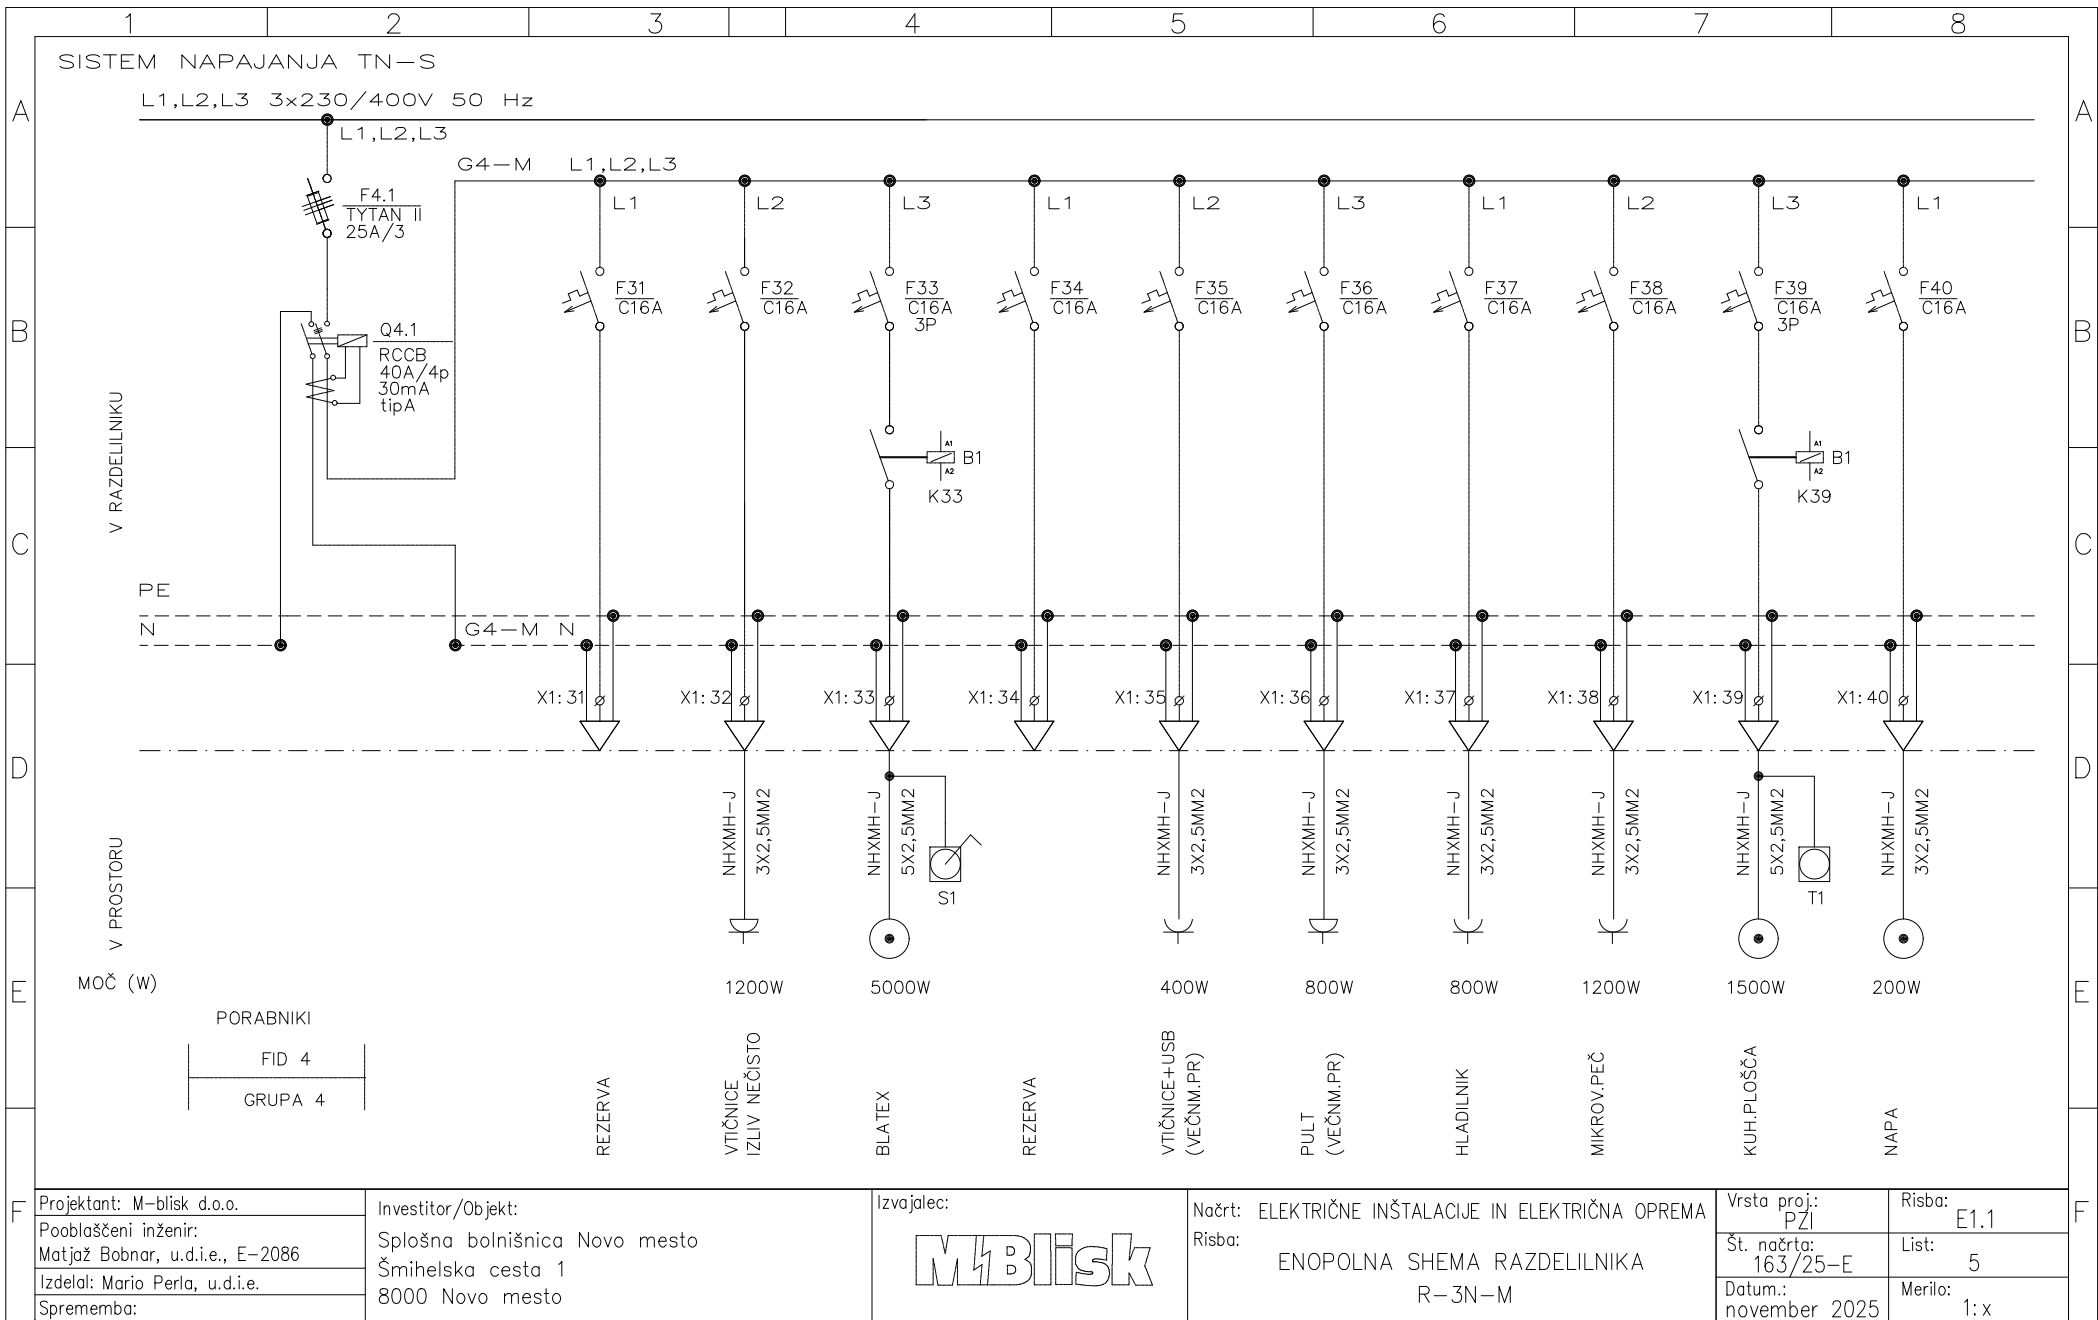 1 2 3 4 5 6 7 8
SISTEM NAPAJANJA TN-S
A A
L1,L2,L3 3x230/400V 50 Hz
L1,L2,L3
G4-M L1,L2,L3
F4.1
TYTAN II
25A/3
L1 L2 L3 L1 L2 L3 L1 L2 L3 L1
F31
C16A
F32
C16A
F33
C16A
3P
F34
C16A
F35
C16A
F36
C16A
F37
C16A
F38
C16A
F39
C16A
3P
F40
C16A
B B
Q4.1
RCCB
40A/4p
30mA
tipA
V RAZDELILNIKU
A1
B1
A2
K33
A1
B1
A2
K39
C C
PE
N
G4-M N
X1:31 X1:32 X1:33 X1:34 X1:35 X1:36 X1:37 X1:38 X1:39 X1:40
D D
V PROSTORU
NHXMH-J
3X2,5MM2
NHXMH-J
5X2,5MM2
S1
NHXMH-J
3X2,5MM2
NHXMH-J
3X2,5MM2
NHXMH-J
3X2,5MM2
NHXMH-J
3X2,5MM2
NHXMH-J
5X2,5MM2
T1
NHXMH-J
3X2,5MM2
E E
MOČ (W)
1200W 5000W 400W 800W 800W 1200W 1500W 200W
PORABNIKI
FID 4
GRUPA 4
REZERVA
VTIČNICE
IZLIV NEČISTO
BLATEX
REZERVA
VTIČNICE+USB
(VEČNM.PR)
PULT
(VEČNM.PR)
HLADILNIK
MIKROV.PEČ
KUH.PLOŠČA
NAPA
F F
Projektant: M-blisk d.o.o.
Pooblaščeni inženir:
Matjaž Bobnar, u.d.i.e., E-2086
Izdelal: Mario Perla, u.d.i.e.
Sprememba:
Investitor/Objekt:
Splošna bolnišnica Novo mesto
Šmihelska cesta 1
8000 Novo mesto
Izvajalec:
MBlisk
Načrt: ELEKTRIČNE INŠTALACIJE IN ELEKTRIČNA OPREMA
Risba:
ENOPOLNA SHEMA RAZDELILNIKA
R-3N-M
Vrsta proj.:
PZI
Št. načrta:
163/25-E
Datum.:
november 2025
Risba:
E1.1
List:
5
Merilo:
1:x